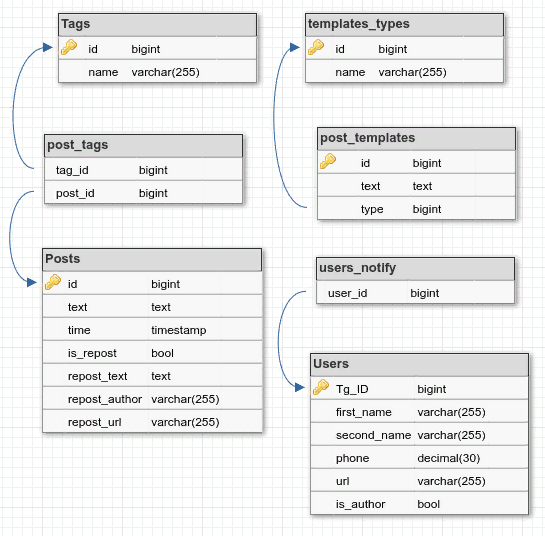 Tags
id bigint
name varchar(255)
templates_types
id bigint
name varchar(255)
post_tags
tag_id bigint
post_id bigint
post_templates
id bigint
text text
type bigint
Posts
id bigint
text text
time timestamp
is_repost bool
repost_text text
repost_author varchar(255)
repost_url varchar(255)
users_notify
user_id bigint
Users
Tg_ID bigint
first_name varchar(255)
second_name varchar(255)
phone decimal(30)
url varchar(255)
is_author bool